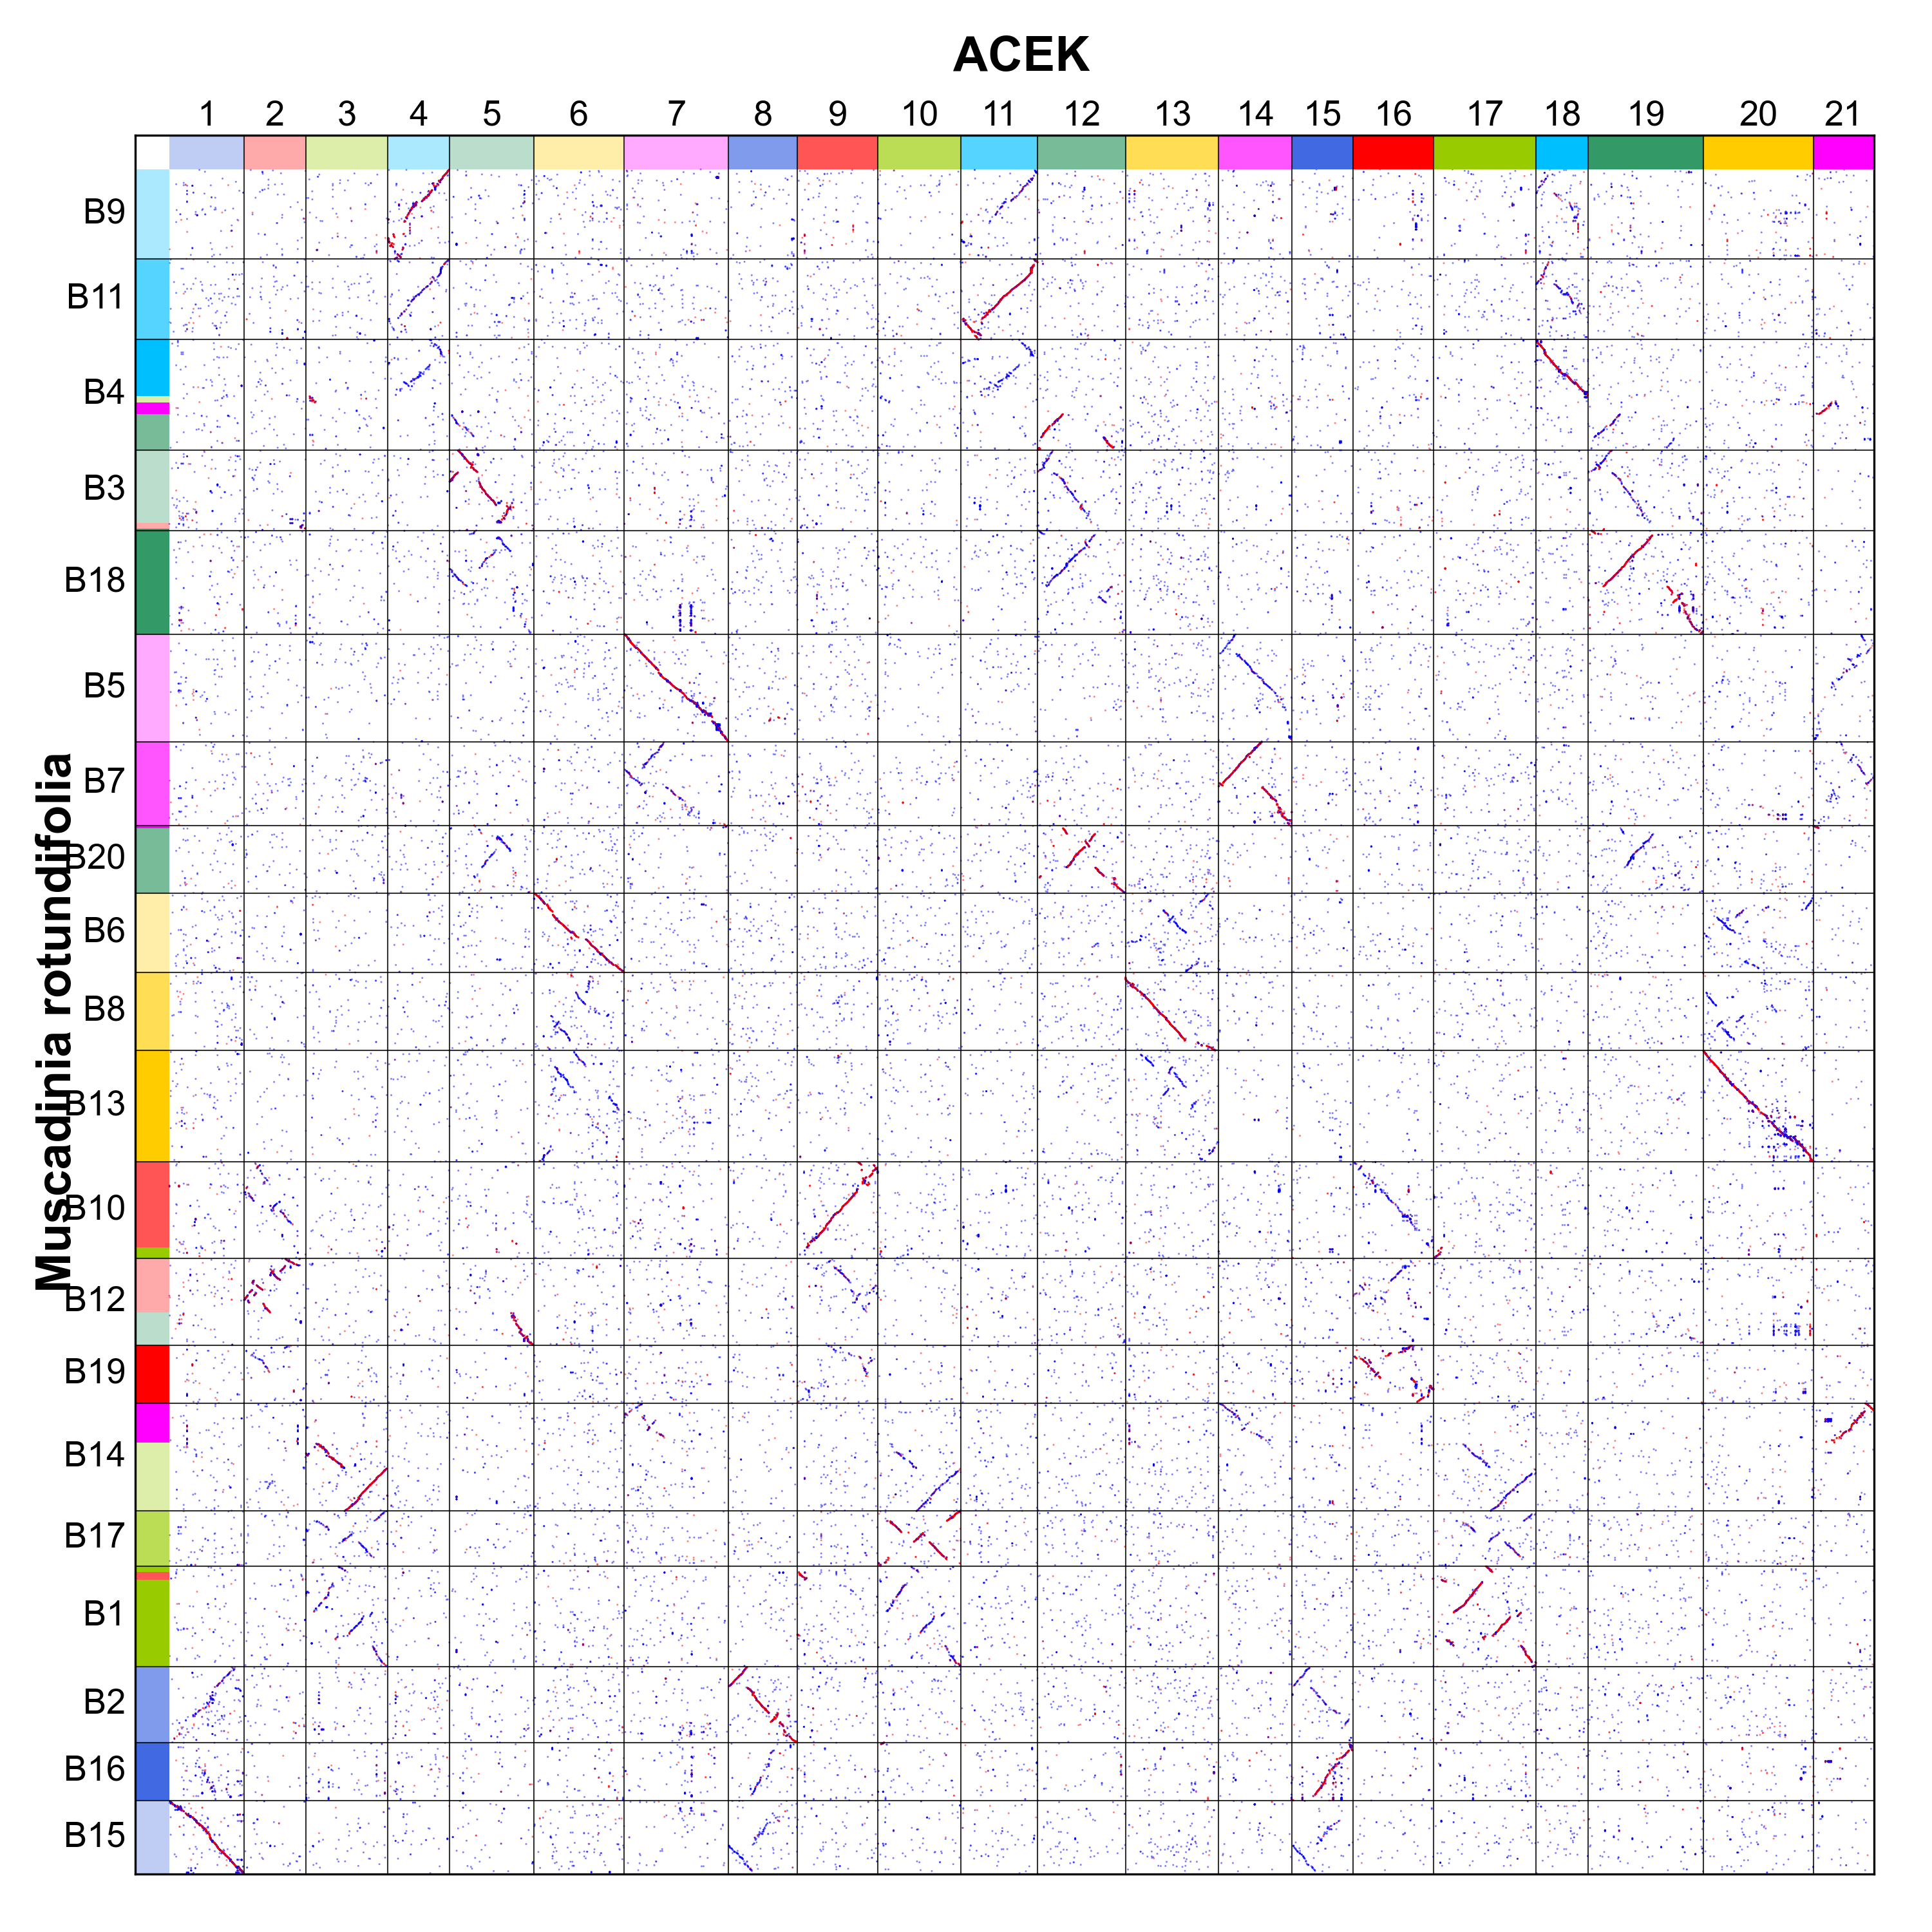 ACEK
1 2 3 4 5 6 7 8 9 10 11 12 13 14 15 16 17 18 19 20 21
Muscadinia rotundifolia
B9
B11
B4
B3
B18
B5
B7
B20
B6
B8
B13
B10
B12
B19
B14
B17
B1
B2
B16
B15